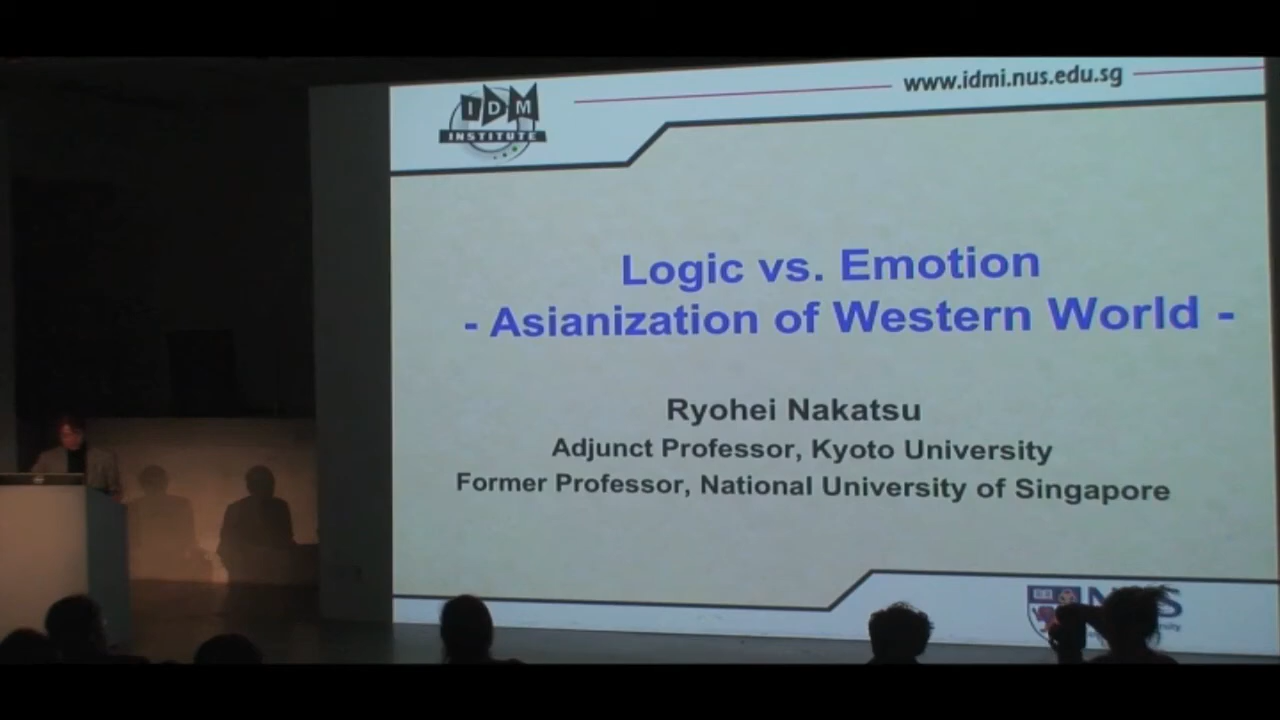 IDM
INSTITUTE
www.idmi.nus.edu.sg
Logic vs. Emotion
- Asianization of Western World -
Ryohei Nakatsu
Adjunct Professor, Kyoto University
Former Professor, National University of Singapore